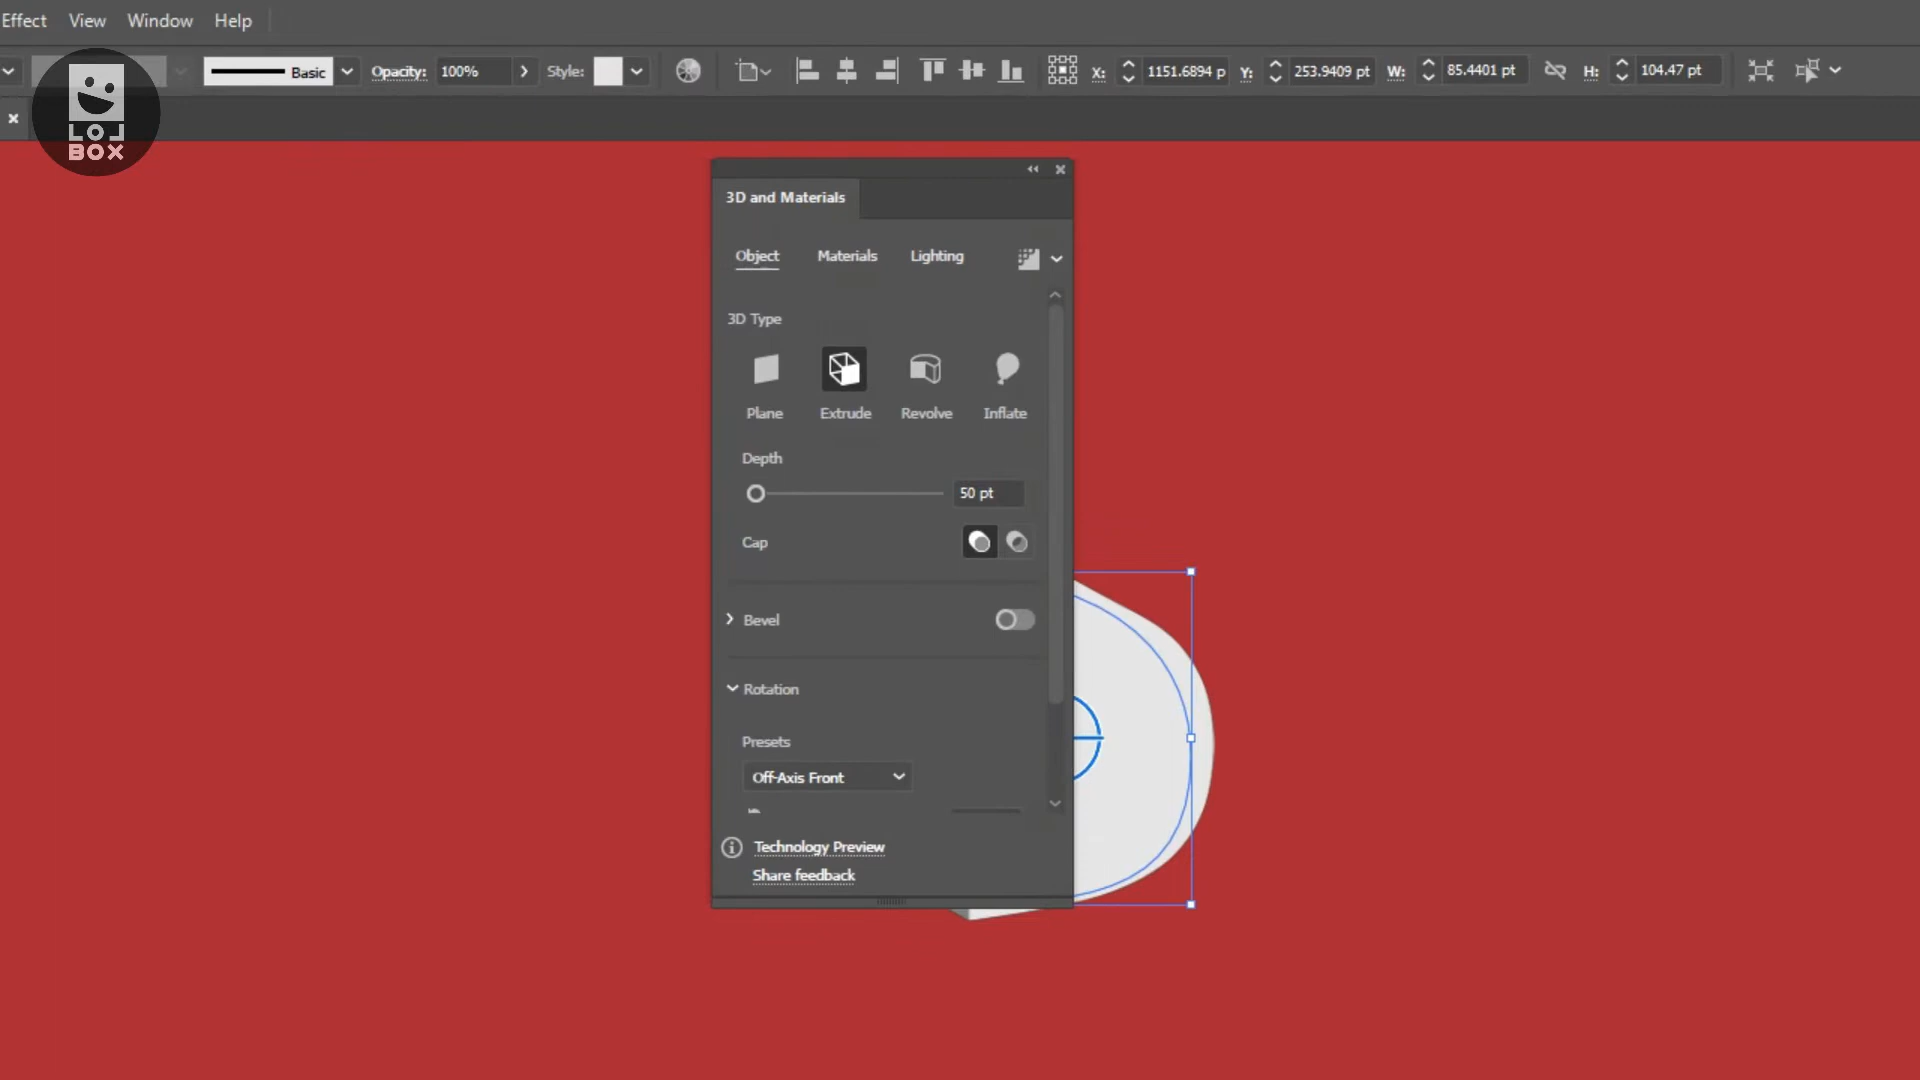 Effect View Window Help
Basic Opacity: 100% Style: X: 1151.6894 p Y: 253.9409 pt W: 85.4401 pt H: 104.47 pt
LOL
BOX
3D and Materials
Object Materials Lighting
3D Type
Plane Extrude Revolve Inflate
Depth
50 pt
Cap
Bevel
Rotation
Presets
Off-Axis Front
Technology Preview
Share feedback